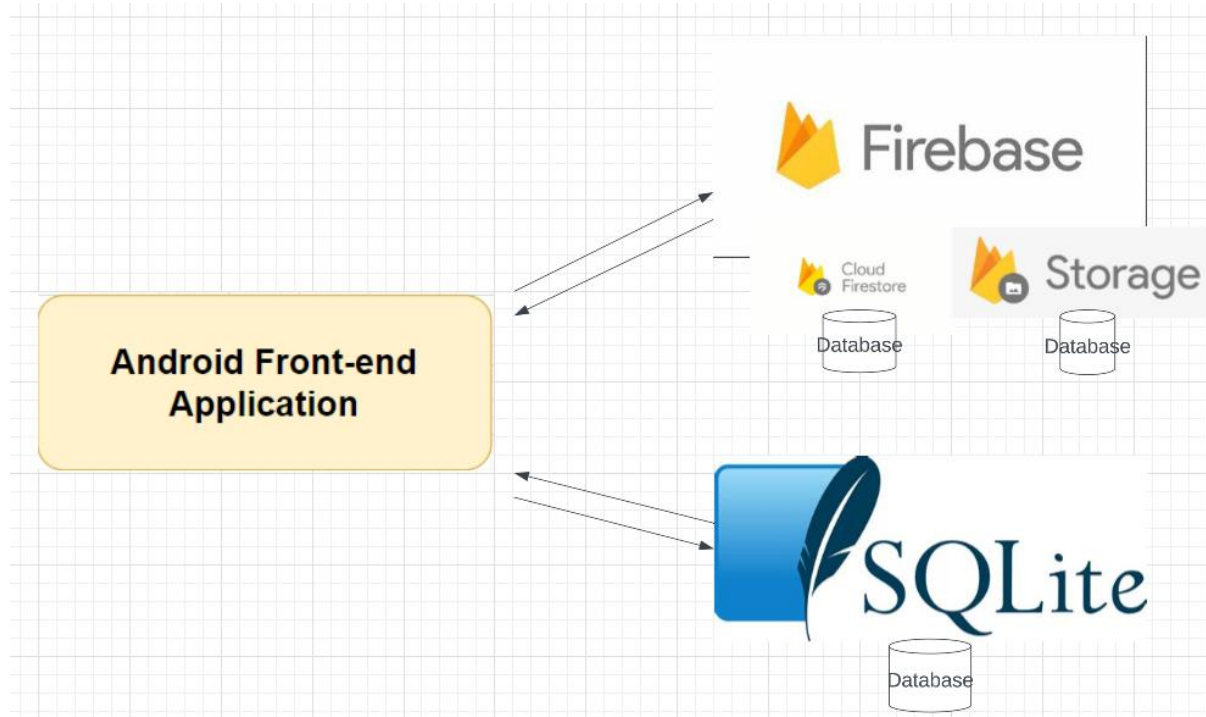 Firebase
Cloud
Firestore
Storage
Database
Database
Android Front-end
Application
SQLite
Database